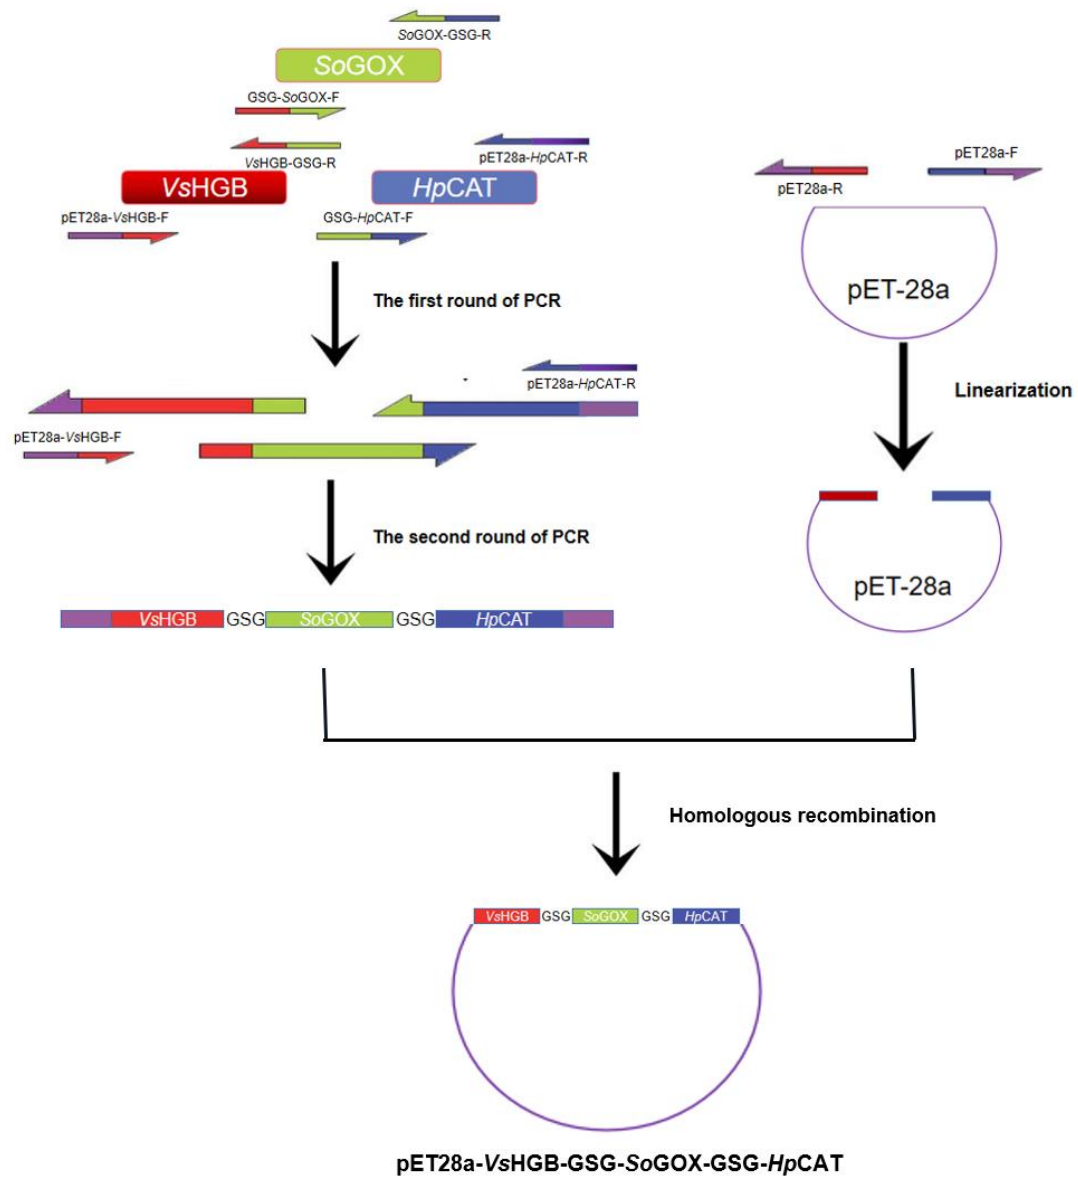 SoGOX-GSG-R
SoGOX
GSG-SoGOX-F
VsHGB-GSG-R
pET28a-HpCAT-R
VsHGB
HpCAT
pET28a-VsHGB-F
GSG-HpCAT-F
pET28a-F
pET28a-R
pET-28a
The first round of PCR
pET28a-HpCAT-R
Linearization
pET28a-VsHGB-F
The second round of PCR
pET-28a
VsHGB GSG SoGOX GSG HpCAT
Homologous recombination
VsHGB GSG SoGOX GSG HpCAT
pET28a-VsHGB-GSG-SoGOX-GSG-HpCAT